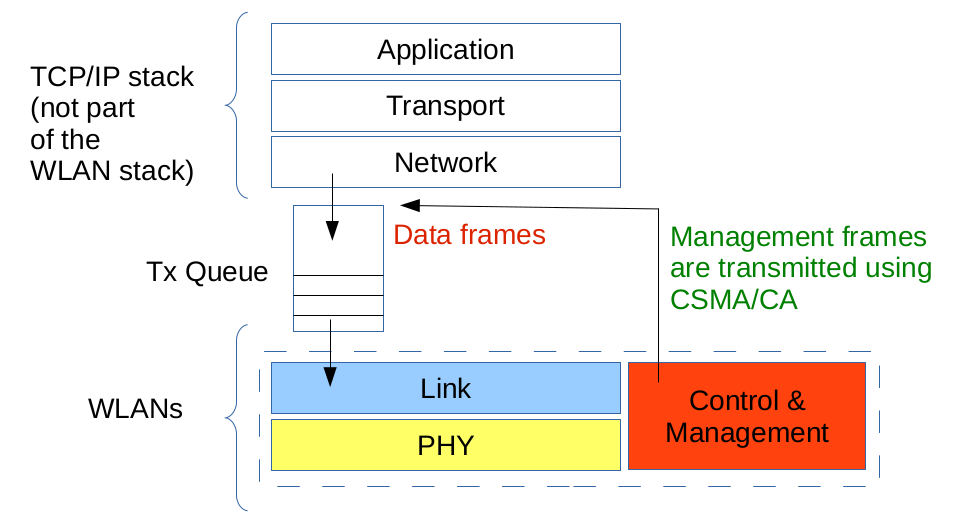 Application
TCP/IP stack
(not part
of the
WLAN stack)
Transport
Network
Data frames
Management frames
are transmitted using
CSMA/CA
Tx Queue
WLANs
Link
PHY
Control &
Management